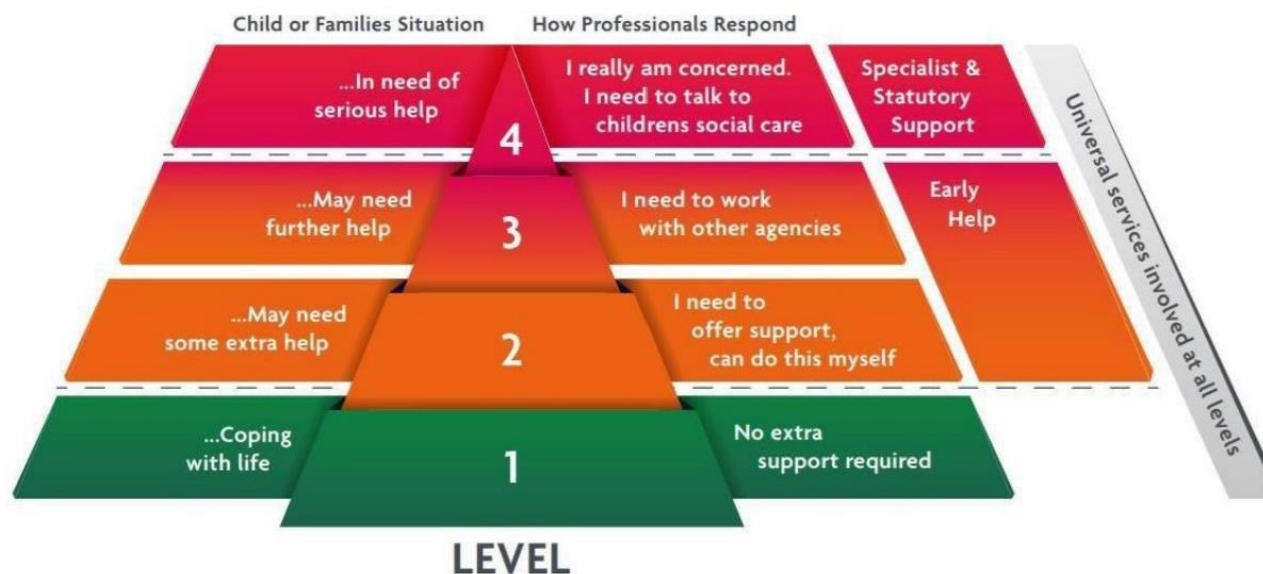 Child or Families Situation
How Professionals Respond
...In need of
serious help
4
I really am concerned.
I need to talk to
childrens social care
Specialist &
Statutory
Support
...May need
further help
3
I need to work
with other agencies
Early
Help
...May need
some extra help
2
I need to
offer support,
can do this myself
...Coping
with life
1
No extra
support required
Universal services involved at all levels
LEVEL